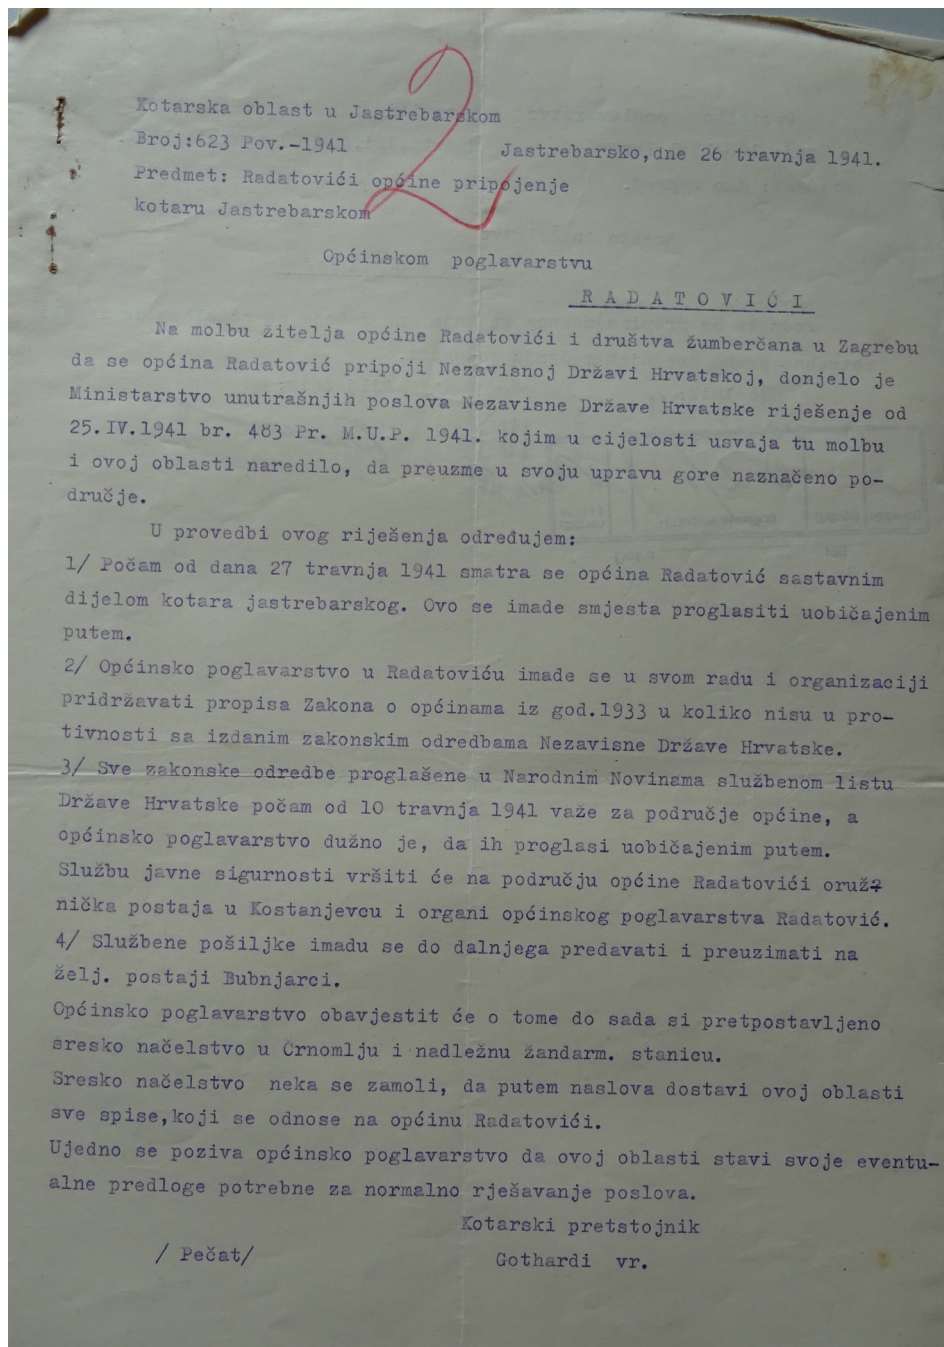 2
Kotarska oblast u Jastrebarskom
Broj:623 Pov.-1941
Jastrebarsko,dne 26 travnja 1941.
Predmet: Radatovići općine pripojenje
kotaru Jastrebarskom
Općinskom poglavarstvu
RADATOVIĆI
Na molbu žitelja općine Radatovići i društva žumberčana u Zagrebu
da se općina Radatović pripoji Nezavisnoj Državi Hrvatskoj, donjelo je
Ministarstvo unutrašnjih poslova Nezavisne Države Hrvatske riješenje od
25.IV.1941 br. 483 Pr. M.U.P. 1941. kojim u cijelosti usvaja tu molbu
i ovoj oblasti naredilo, da preuzme u svoju upravu gore naznačeno po-
dručje.
U provedbi ovog riješenja određujem:
1/ Počam od dana 27 travnja 1941 smatra se općina Radatović sastavnim
dijelom kotara jastrebarskog. Ovo se imade smjesta proglasiti uobičajenim
putem.
2/ Općinsko poglavarstvo u Radatoviću imade se u svom radu i organizaciji
pridržavati propisa Zakona o općinama iz god.1933 u koliko nisu u pro-
tivnosti sa izdanim zakonskim odredbama Nezavisne Države Hrvatske.
3/ Sve zakonske odredbe proglašene u Narodnim Novinama službenom listu
Države Hrvatske počam od 10 travnja 1941 važe za područje općine, a
općinsko poglavarstvo dužno je, da ih proglasi uobičajenim putem.
Službu javne sigurnosti vršiti će na području općine Radatovići oruž-
nička postaja u Kostanjevcu i organi općinskog poglavarstva Radatović.
4/ Službene pošiljke imadu se do dalnjega predavati i preuzimati na
želj. postaji Bubnjarci.
Općinsko poglavarstvo obavjestit će o tome do sada si pretpostavljeno
sresko načelstvo u Črnomlju i nadležnu žandarm. stanicu.
Sresko načelstvo neka se zamoli, da putem naslova dostavi ovoj oblasti
sve spise,koji se odnose na općinu Radatovići.
Ujedno se poziva općinsko poglavarstvo da ovoj oblasti stavi svoje eventu-
alne predloge potrebne za normalno rješavanje poslova.
Kotarski pretstojnik
/ Pečat/
Gothardi vr.